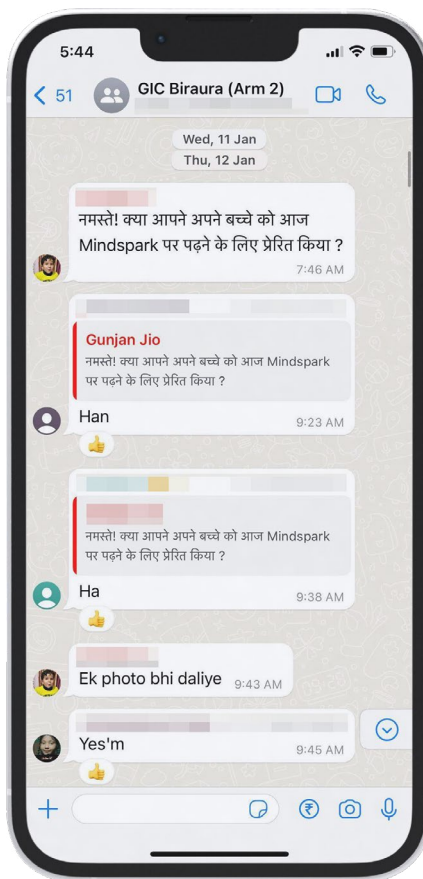 5:44
51
GIC Biraura (Arm 2)
Wed, 11 Jan
Thu, 12 Jan
नमस्ते! क्या आपने अपने बच्चे को आज
Mindspark पर पढ़ने के लिए प्रेरित किया ?
7:46 AM
Gunjan Jio
नमस्ते! क्या आपने अपने बच्चे को आज Mindspark
पर पढ़ने के लिए प्रेरित किया ?
Han
9:23 AM
नमस्ते! क्या आपने अपने बच्चे को आज Mindspark
पर पढ़ने के लिए प्रेरित किया ?
Ha
9:38 AM
Ek photo bhi daliye 9:43 AM
Yes'm
9:45 AM